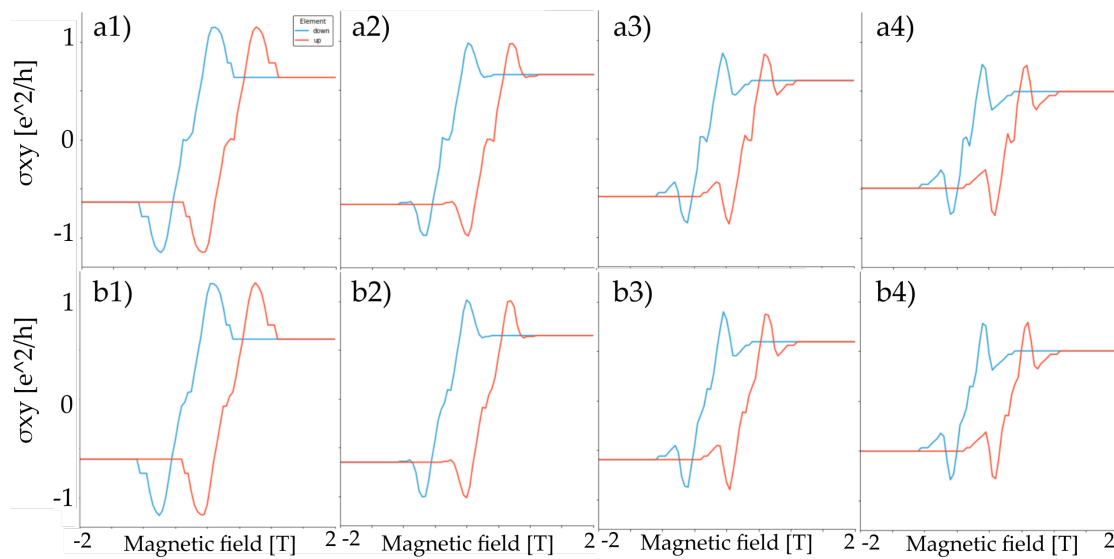 a1)
a2)
a3)
a4)
Element
down
up
σxy [e^2/h]
1
0
-1
b1)
b2)
b3)
b4)
σxy [e^2/h]
1
0
-1
-2 Magnetic field [T] 2
-2 Magnetic field [T] 2
-2 Magnetic field [T] 2
-2 Magnetic field [T] 2